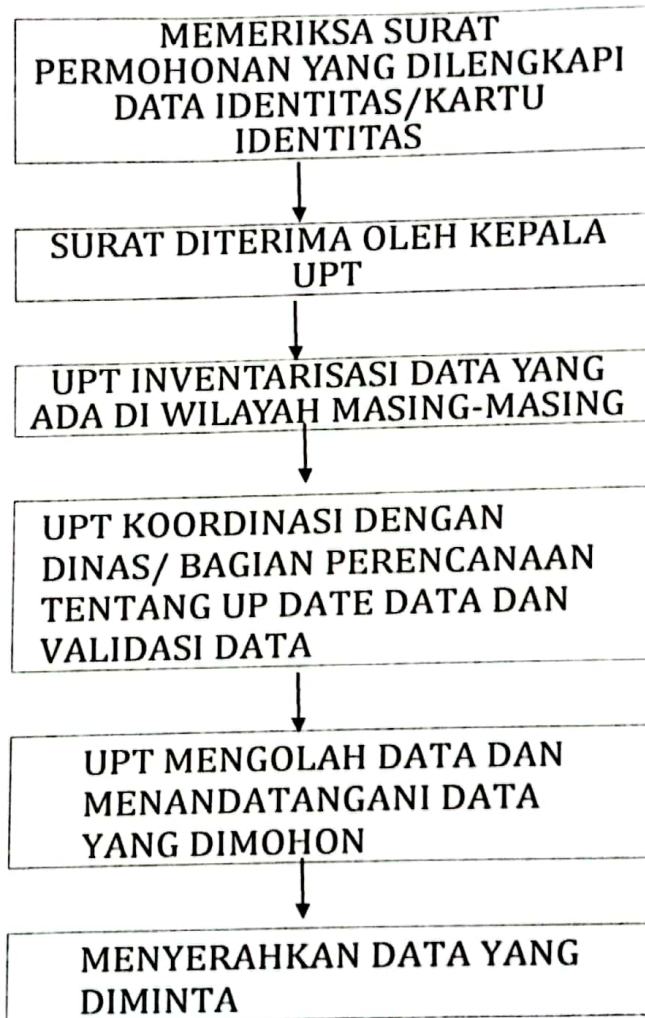 MEMERIKSA SURAT
PERMOHONAN YANG DILENGKAPI
DATA IDENTITAS/KARTU
IDENTITAS
SURAT DITERIMA OLEH KEPALA
UPT
UPT INVENTARISASI DATA YANG
ADA DI WILAYAH MASING-MASING
UPT KOORDINASI DENGAN
DINAS/ BAGIAN PERENCANAAN
TENTANG UP DATE DATA DAN
VALIDASI DATA
UPT MENGOLAH DATA DAN
MENANDATANGANI DATA
YANG DIMOHON
MENYERAHKAN DATA YANG
DIMINTA